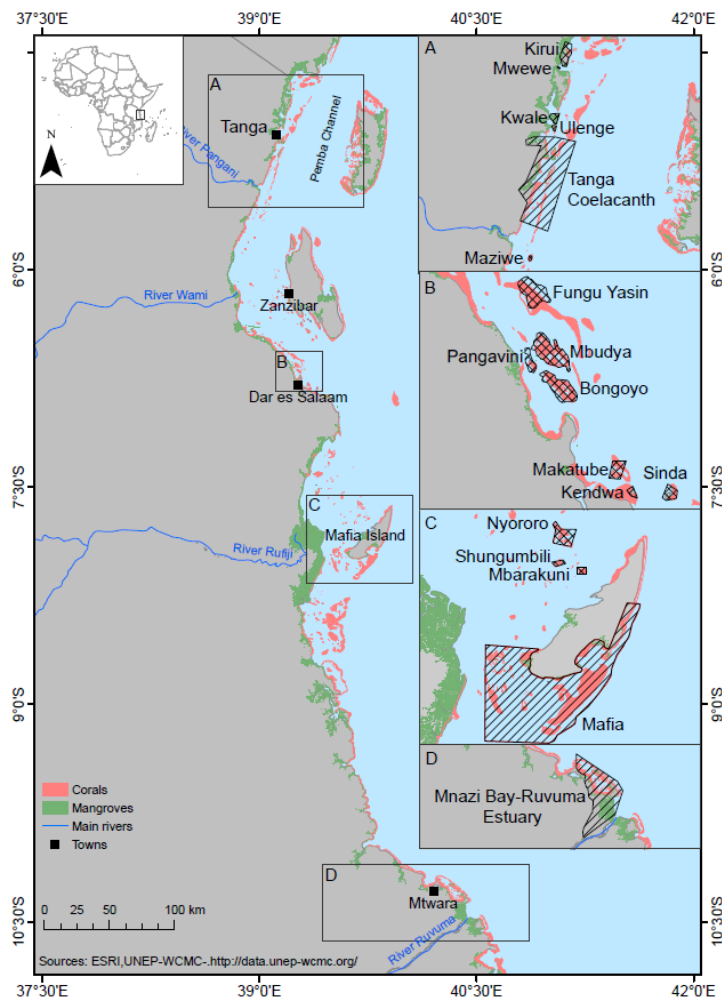 37°30'E
39°0'E
40°30'E
42°0'E
N
A
Tanga
Pemba Channel
River Pangani
6°0'S
River Wami
Zanzibar
B
Dar es Salaam
7°30'S
C
Mafia Island
River Rufiji
9°0'S
Corals
Mangroves
Main rivers
Towns
0 25 50 100 km
D
Mtwara
River Ruvuma
10°30'S
Sources: ESRI,UNEP-WCMC-.http://data.unep-wcmc.org/
A
Kirui
Mwewe
Kwale
Ulenge
Tanga
Coelacanth
Maziwe
6°0'S
B
Fungu Yasin
Mbudya
Pangavini
Bongoyo
Makatube
Sinda
Kendwa
7°30'S
C
Nyororo
Shungumbili
Mbarakuni
Mafia
9°0'S
D
Mnazi Bay-Ruvuma
Estuary
10°30'S
37°30'E
39°0'E
40°30'E
42°0'E